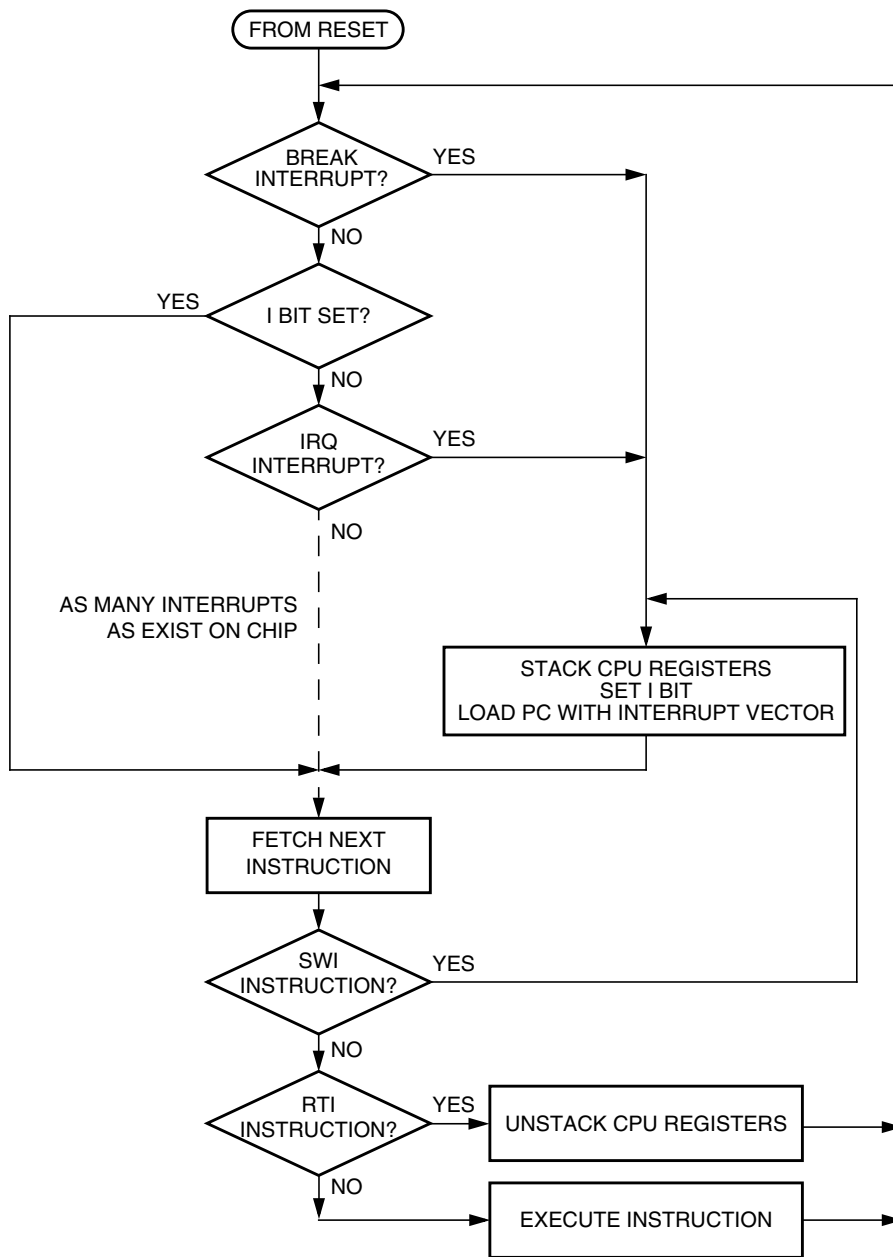 FROM RESET
BREAK
INTERRUPT?
YES
NO
I BIT SET?
YES
NO
IRQ
INTERRUPT?
YES
NO
AS MANY INTERRUPTS
AS EXIST ON CHIP
STACK CPU REGISTERS
SET I BIT
LOAD PC WITH INTERRUPT VECTOR
FETCH NEXT
INSTRUCTION
SWI
INSTRUCTION?
YES
NO
RTI
INSTRUCTION?
YES
UNSTACK CPU REGISTERS
NO
EXECUTE INSTRUCTION